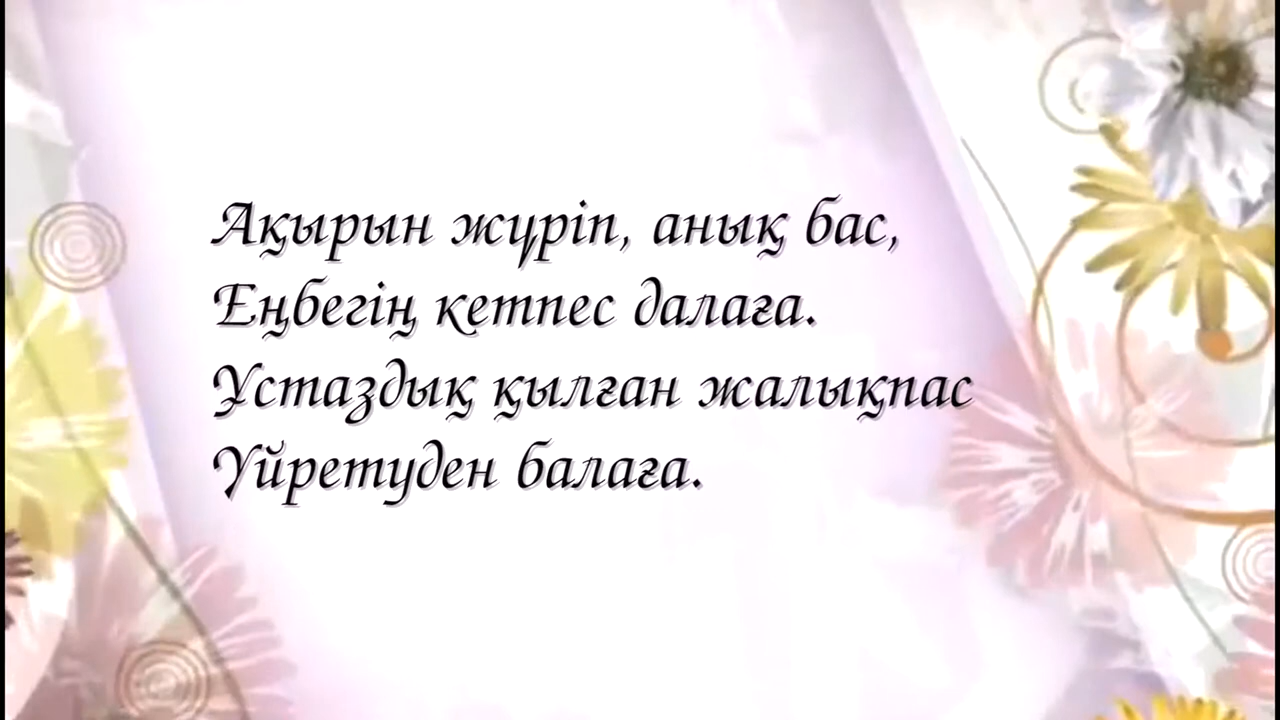 Ақырын жүріп, анық бас,
Еңбегің кетпес далаға.
Ұстаздық қылған жалықпас
Үйретуден балаға.